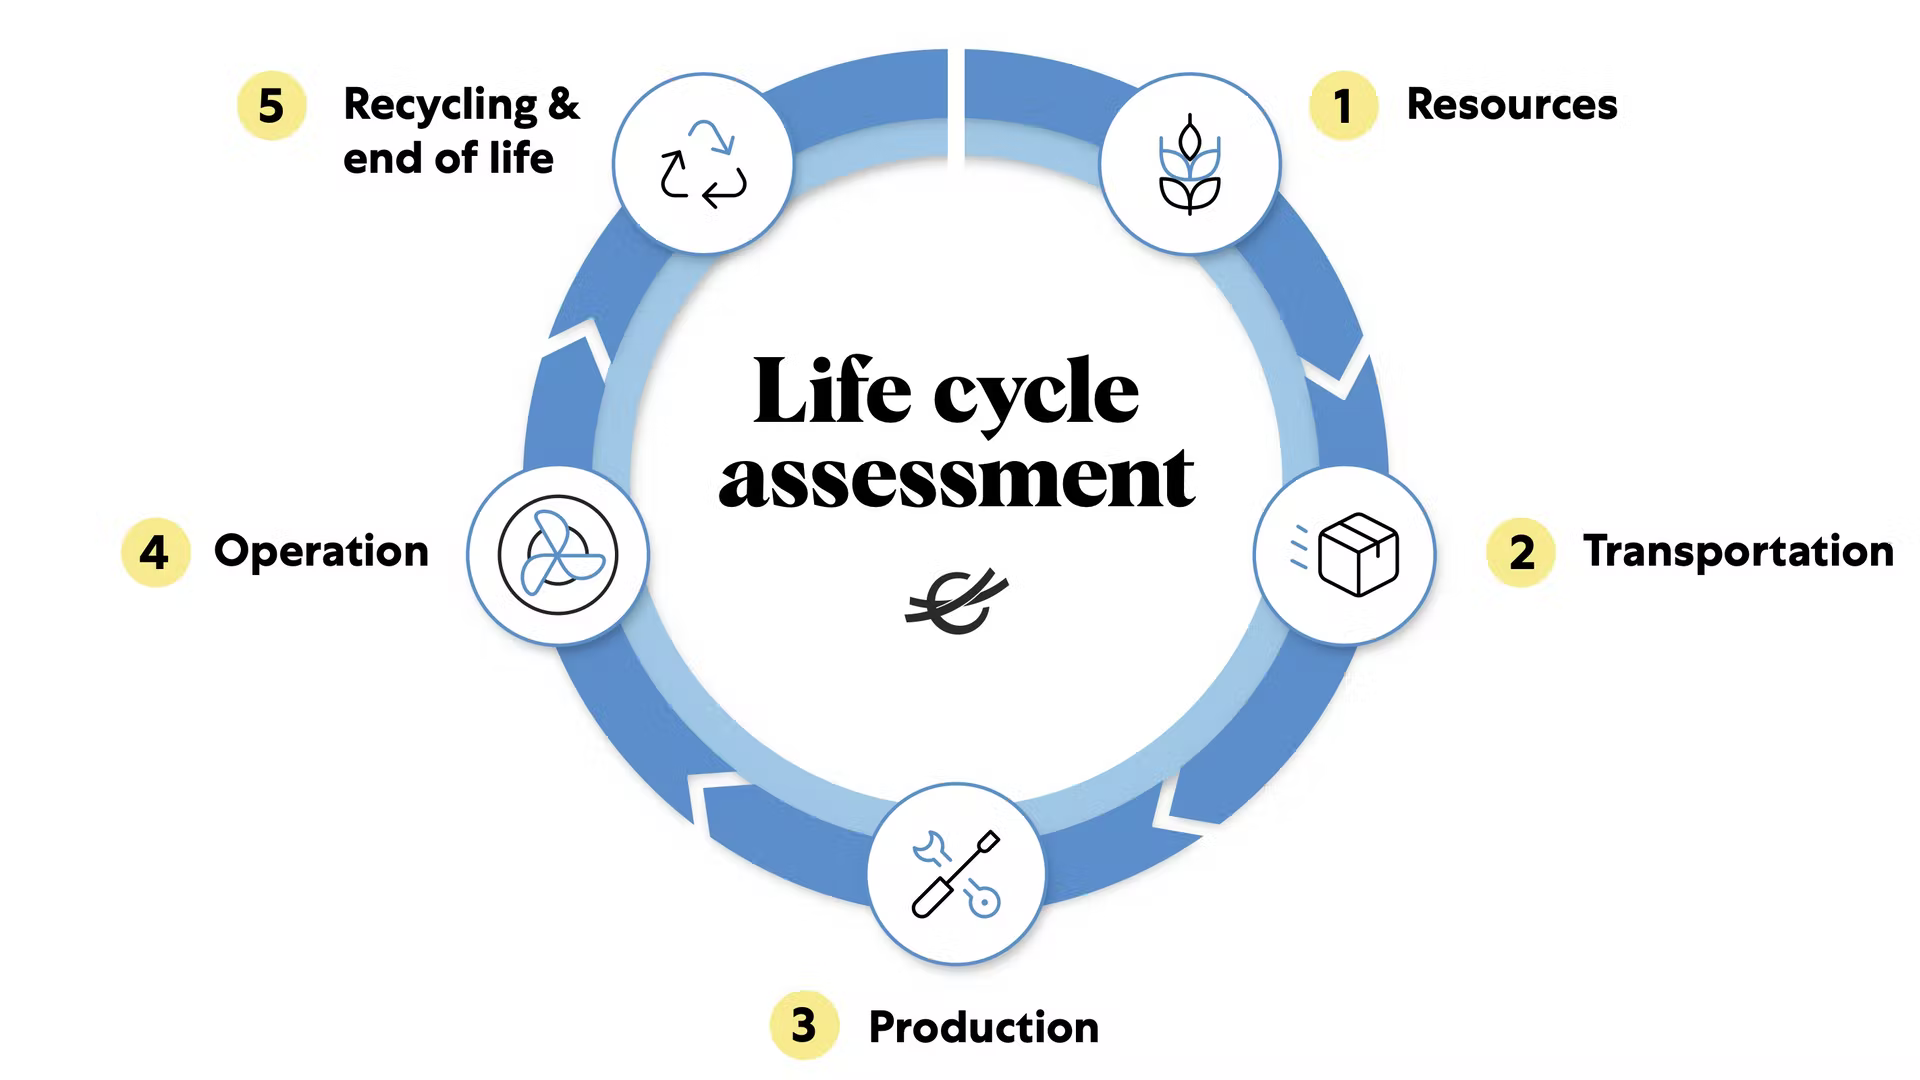 Life cycle
assessment
1 Resources
2 Transportation
3 Production
4 Operation
5 Recycling &
end of life